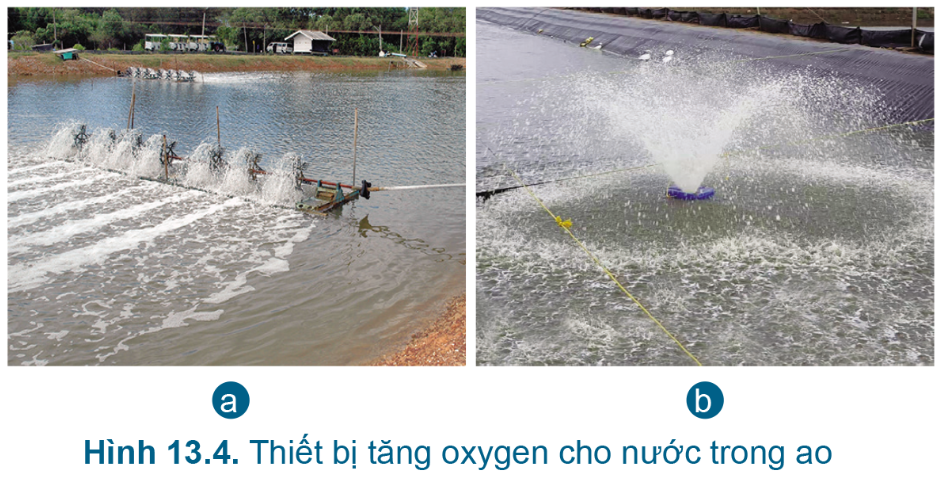 a b
Hình 13.4. Thiết bị tăng oxygen cho nước trong ao